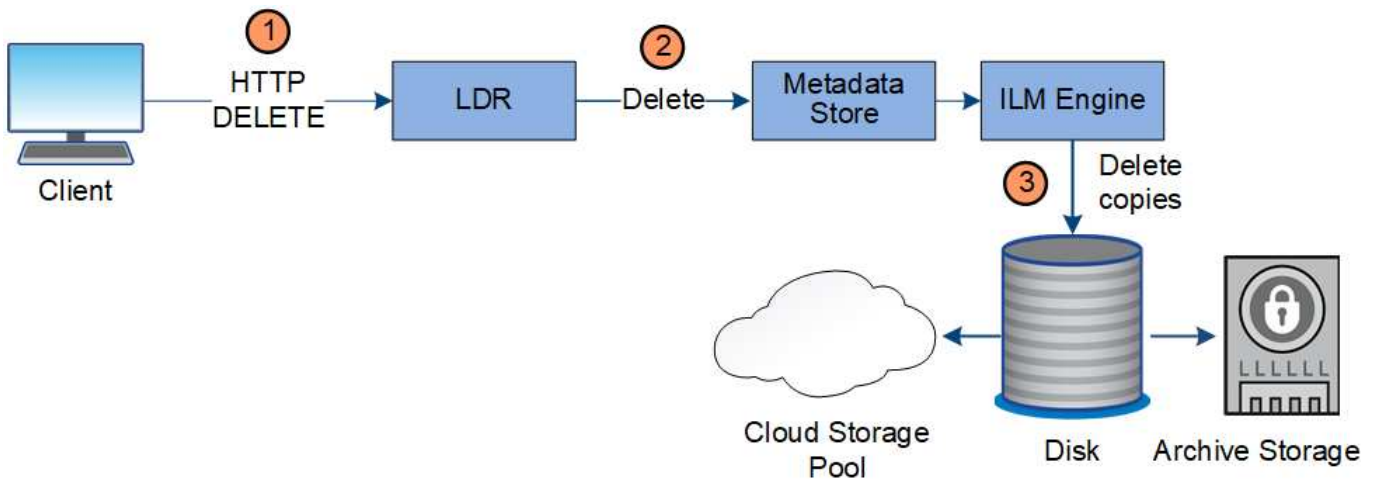 1
HTTP
DELETE
LDR
2
Delete
Metadata
Store
ILM Engine
Client
3
Delete
copies
LLLLLL
Cloud Storage
Pool
Disk
Archive Storage